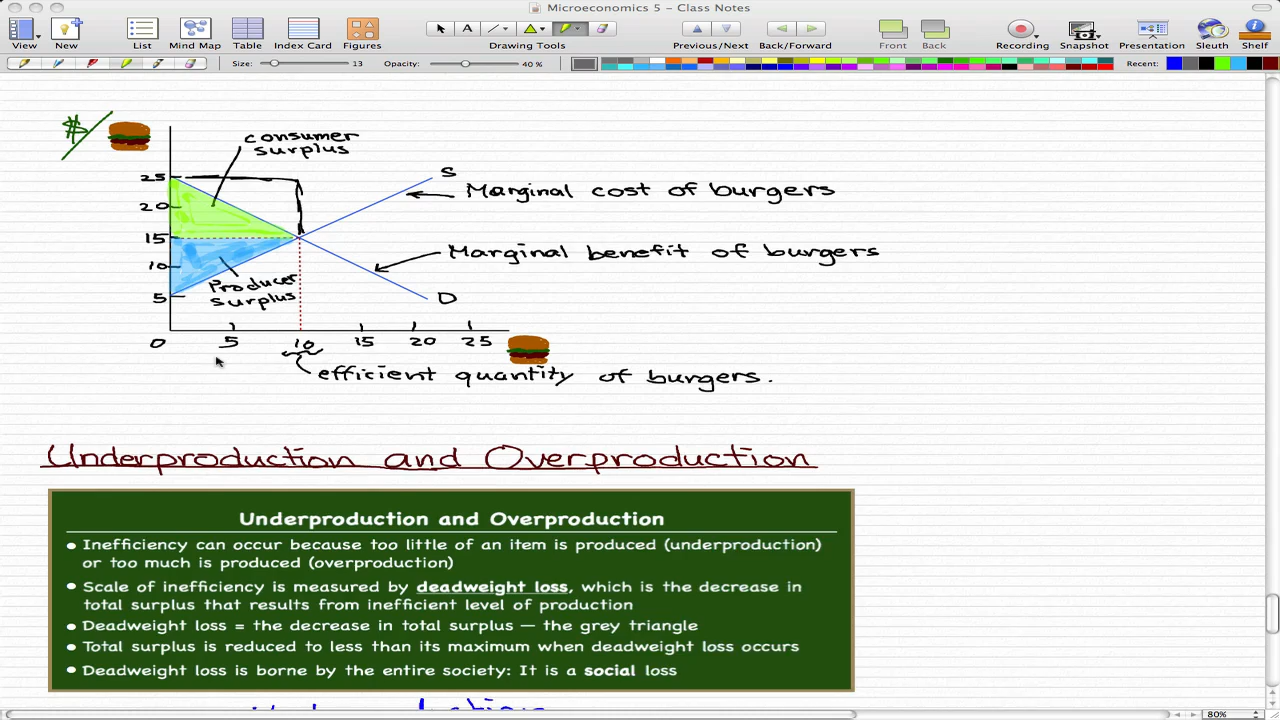 Microeconomics 5 - Class Notes
View New List Mind Map Table Index Card Figures Drawing Tools Previous/Next Back/Forward Front Back Recording Snapshot Presentation Sleuth Shelf
Size: 13 Opacity: 40 % Recent:
$
consumer
surplus
25
20
15
10
5
S
Marginal cost of burgers
Marginal benefit of burgers
Producer
surplus
D
0 5 10 15 20 25
efficient quantity of burgers.
Underproduction and Overproduction
Underproduction and Overproduction
• Inefficiency can occur because too little of an item is produced (underproduction)
or too much is produced (overproduction)
• Scale of inefficiency is measured by deadweight loss, which is the decrease in
total surplus that results from inefficient level of production
• Deadweight loss = the decrease in total surplus — the grey triangle
• Total surplus is reduced to less than its maximum when deadweight loss occurs
• Deadweight loss is borne by the entire society: It is a social loss
80%